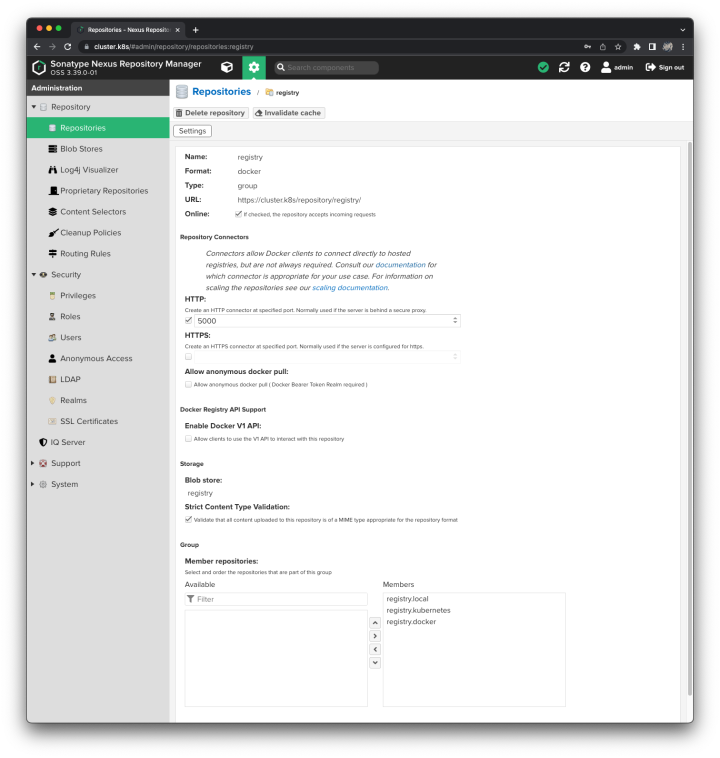 Repositories - Nexus Reposito
cluster.k8s/#admin/repository/repositories:registry
Sonatype Nexus Repository Manager
OSS 3.39.0-01
Search components
admin
Sign out
Administration
Repository
Repositories
Blob Stores
Log4j Visualizer
Proprietary Repositories
Content Selectors
Cleanup Policies
Routing Rules
Security
Privileges
Roles
Users
Anonymous Access
LDAP
Realms
SSL Certificates
IQ Server
Support
System
Repositories / registry
Delete repository Invalidate cache
Settings
Name: registry
Format: docker
Type: group
URL: https://cluster.k8s/repository/registry/
Online: If checked, the repository accepts incoming requests
Repository Connectors
Connectors allow Docker clients to connect directly to hosted
registries, but are not always required. Consult our documentation for
which connector is appropriate for your use case. For information on
scaling the repositories see our scaling documentation.
HTTP:
Create an HTTP connector at specified port. Normally used if the server is behind a secure proxy.
5000
HTTPS:
Create an HTTPS connector at specified port. Normally used if the server is configured for https.
Allow anonymous docker pull:
Allow anonymous docker pull ( Docker Bearer Token Realm required )
Docker Registry API Support
Enable Docker V1 API:
Allow clients to use the V1 API to interact with this repository
Storage
Blob store:
registry
Strict Content Type Validation:
Validate that all content uploaded to this repository is of a MIME type appropriate for the repository format
Group
Member repositories:
Select and order the repositories that are part of this group
Available Members
Filter
registry.local
registry.kubernetes
registry.docker